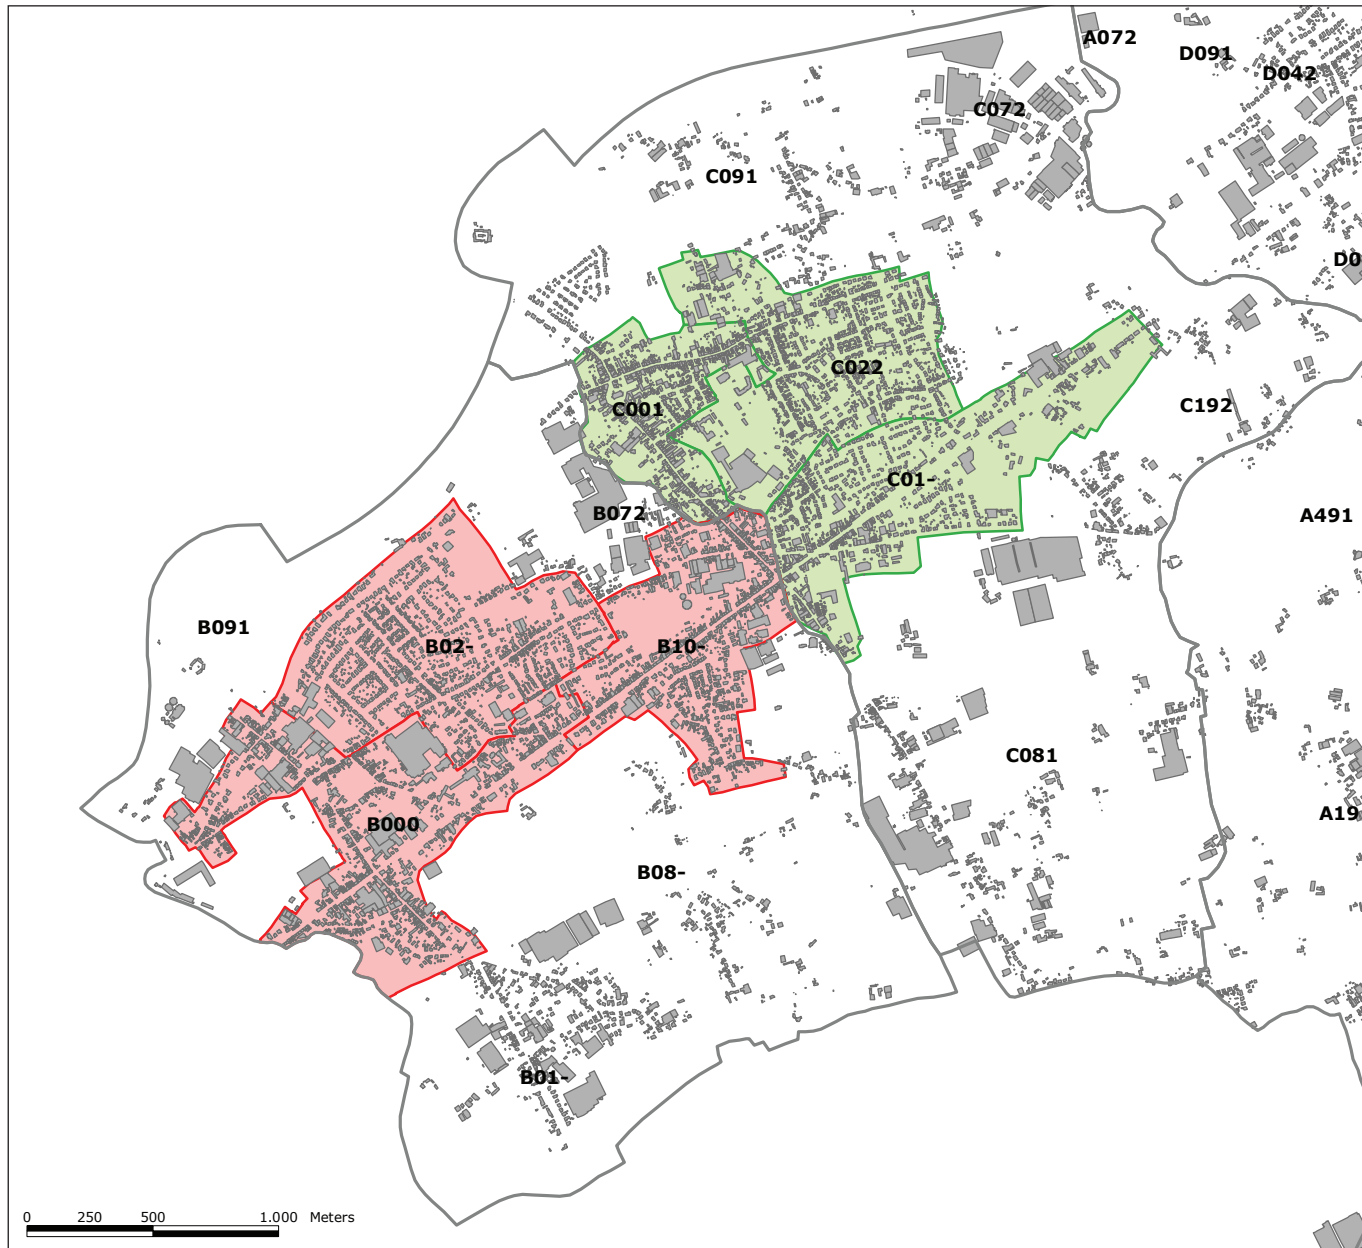 A072
D091
D042
C072
C091
D0
C022
C001
C192
C01-
B072
A491
B091
B02-
B10-
C081
A19
B000
B08-
B01-
0 250 500 1.000 Meters